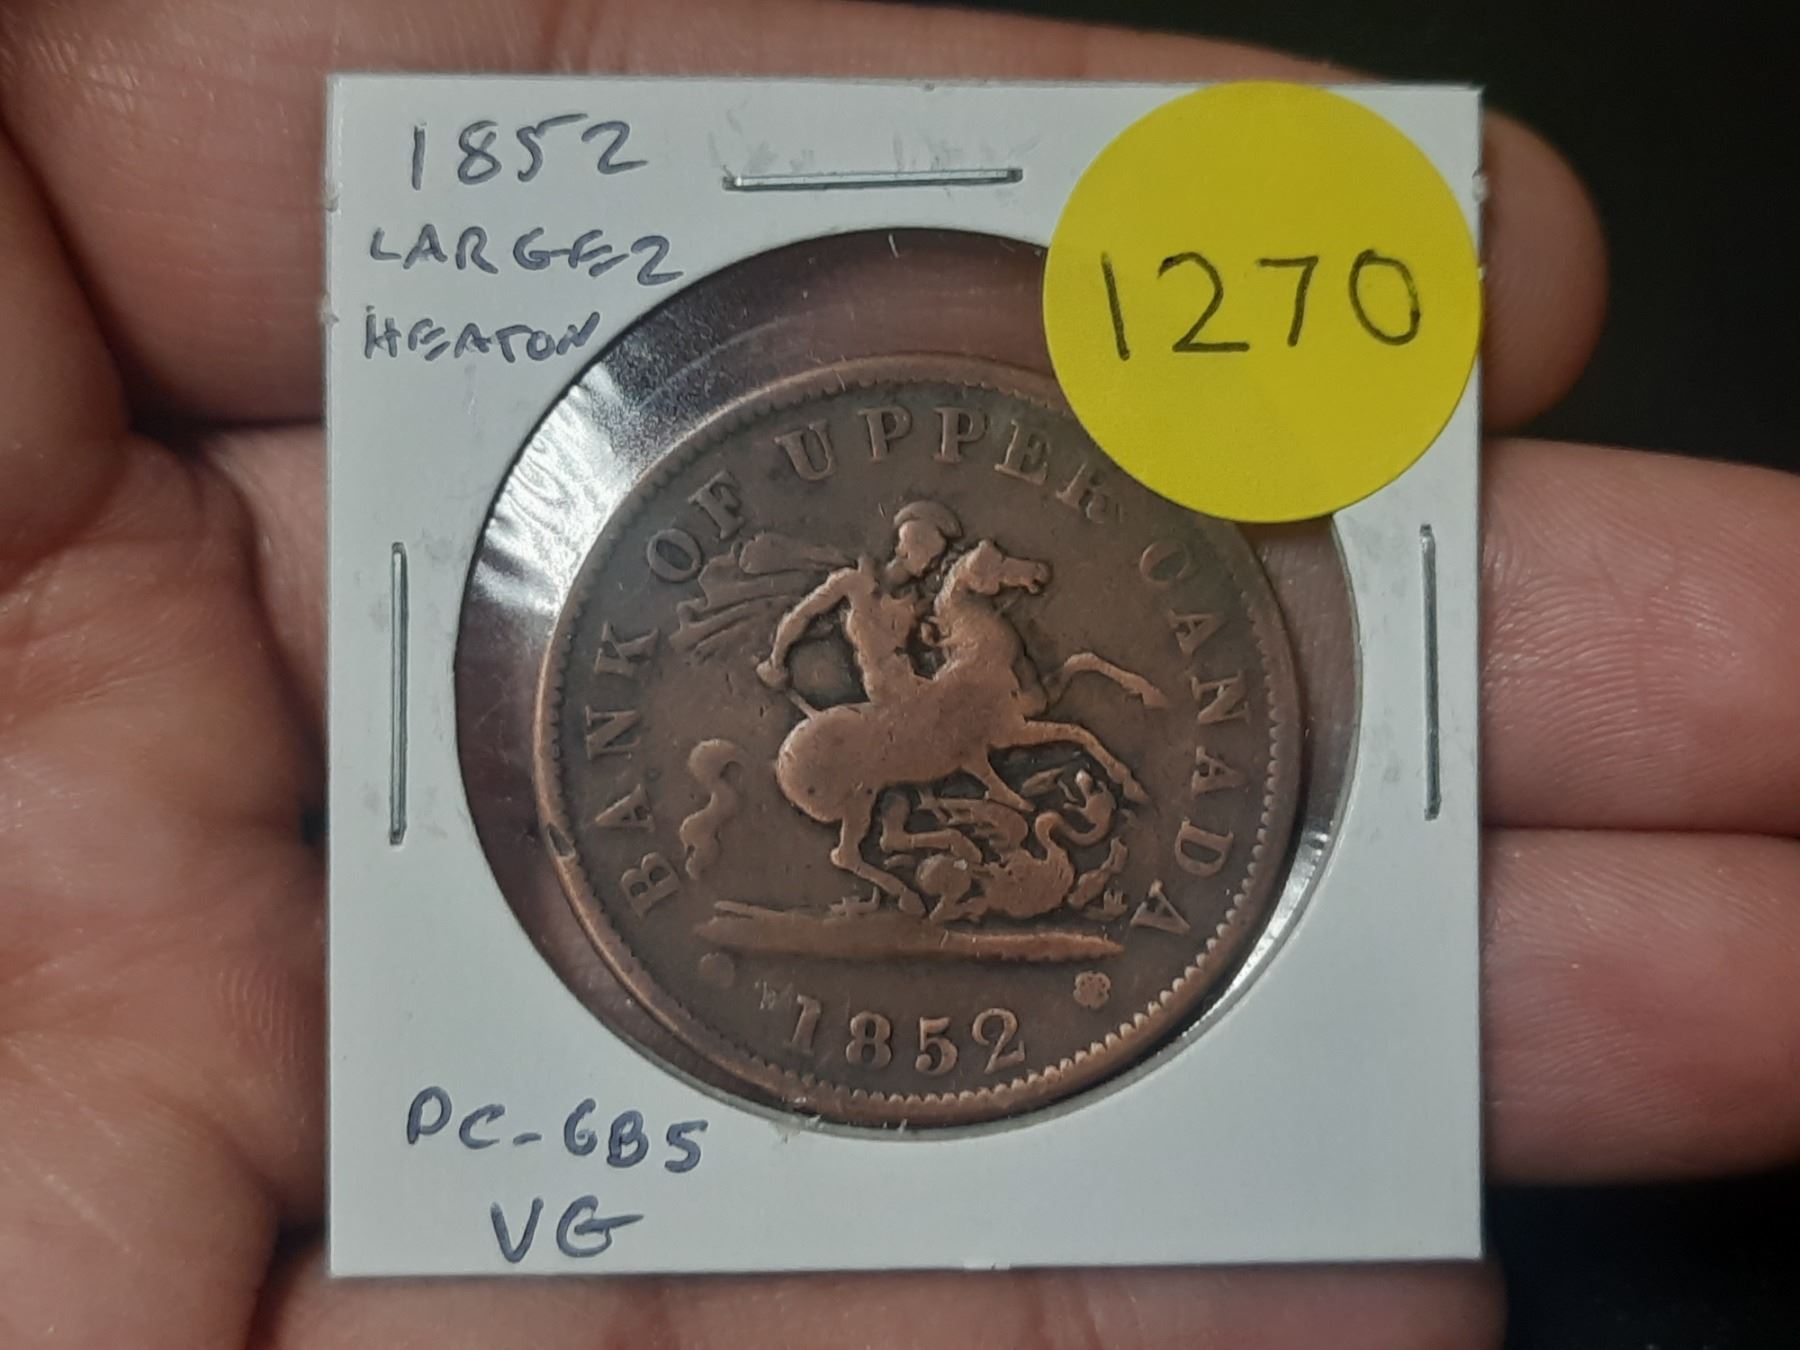 1852
LARGE 2
HEATON
1270
BANK OF UPPER CANADA
1852
PC-6B5
VG